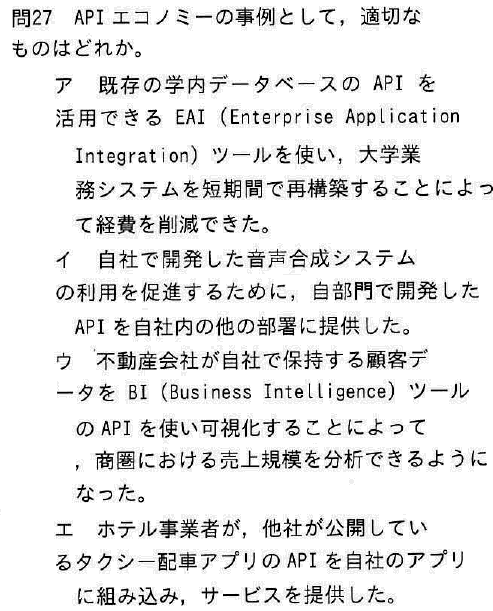 問27 APIエコノミーの事例として，適切な
ものはどれか。
ア 既存の学内データベースの API を
活用できる EAI（Enterprise Application
Integration）ツールを使い，大学業
務システムを短期間で再構築することによっ
て経費を削減できた。
イ 自社で開発した音声合成システム
の利用を促進するために，自部門で開発した
APIを自社内の他の部署に提供した。
ウ 不動産会社が自社で保持する顧客デ
ータを BI（Business Intelligence）ツール
の API を使い可視化することによって
，商圏における売上規模を分析できるように
なった。
エ ホテル事業者が，他社が公開してい
るタクシー配車アプリの API を自社のアプリ
に組み込み，サービスを提供した。